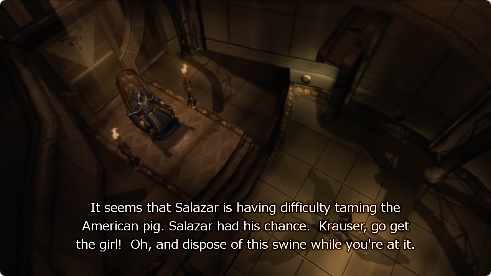 It seems that Salazar is having difficulty taming the
American pig. Salazar had his chance. Krauser, go get
the girl! Oh, and dispose of this swine while you're at it.